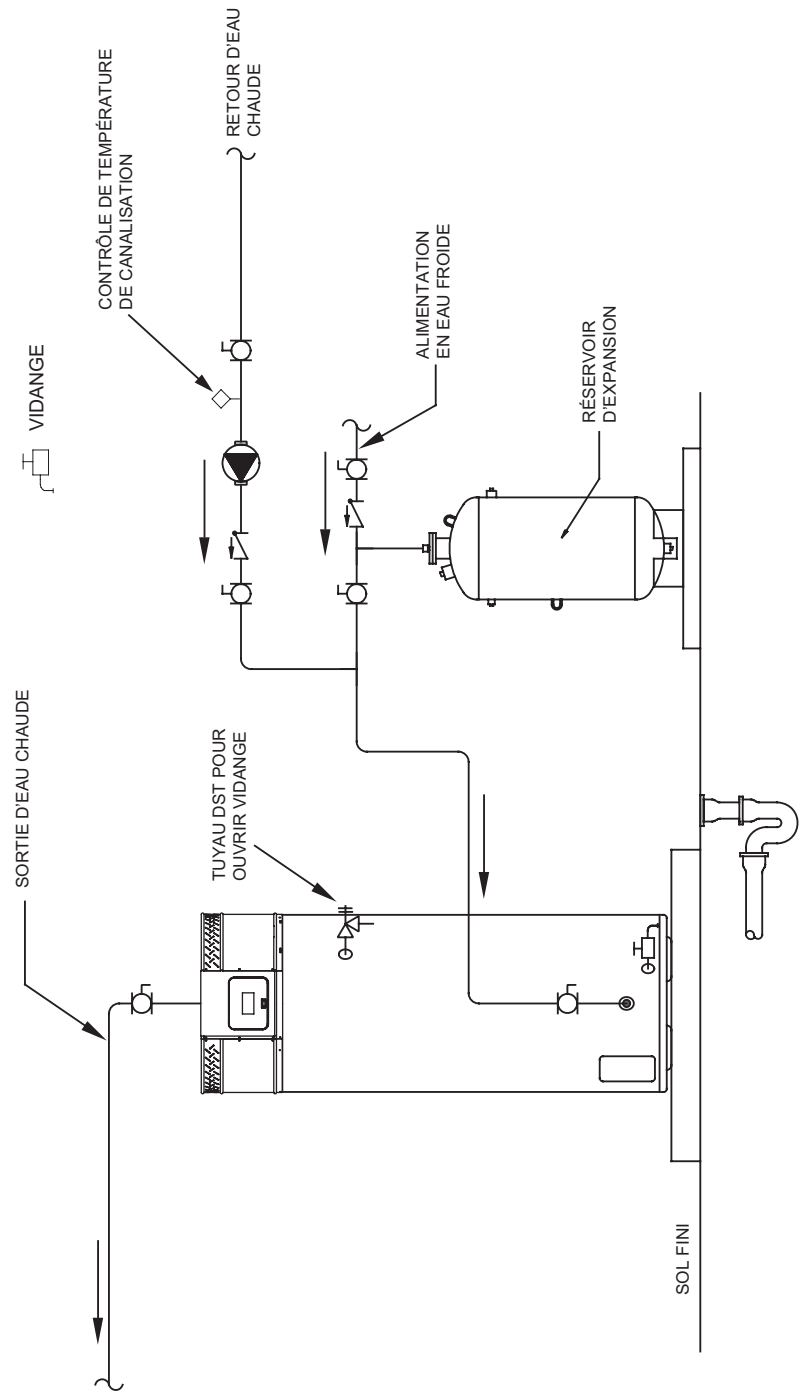 VIDANGE
CONTRÔLE DE TEMPÉRATURE
DE CANALISATION
RETOUR D'EAU
CHAUDE
SORTIE D'EAU CHAUDE
TUYAU DST POUR
OUVRIR VIDANGE
ALIMENTATION
EN EAU FROIDE
RÉSERVOIR
D'EXPANSION
SOL FINI